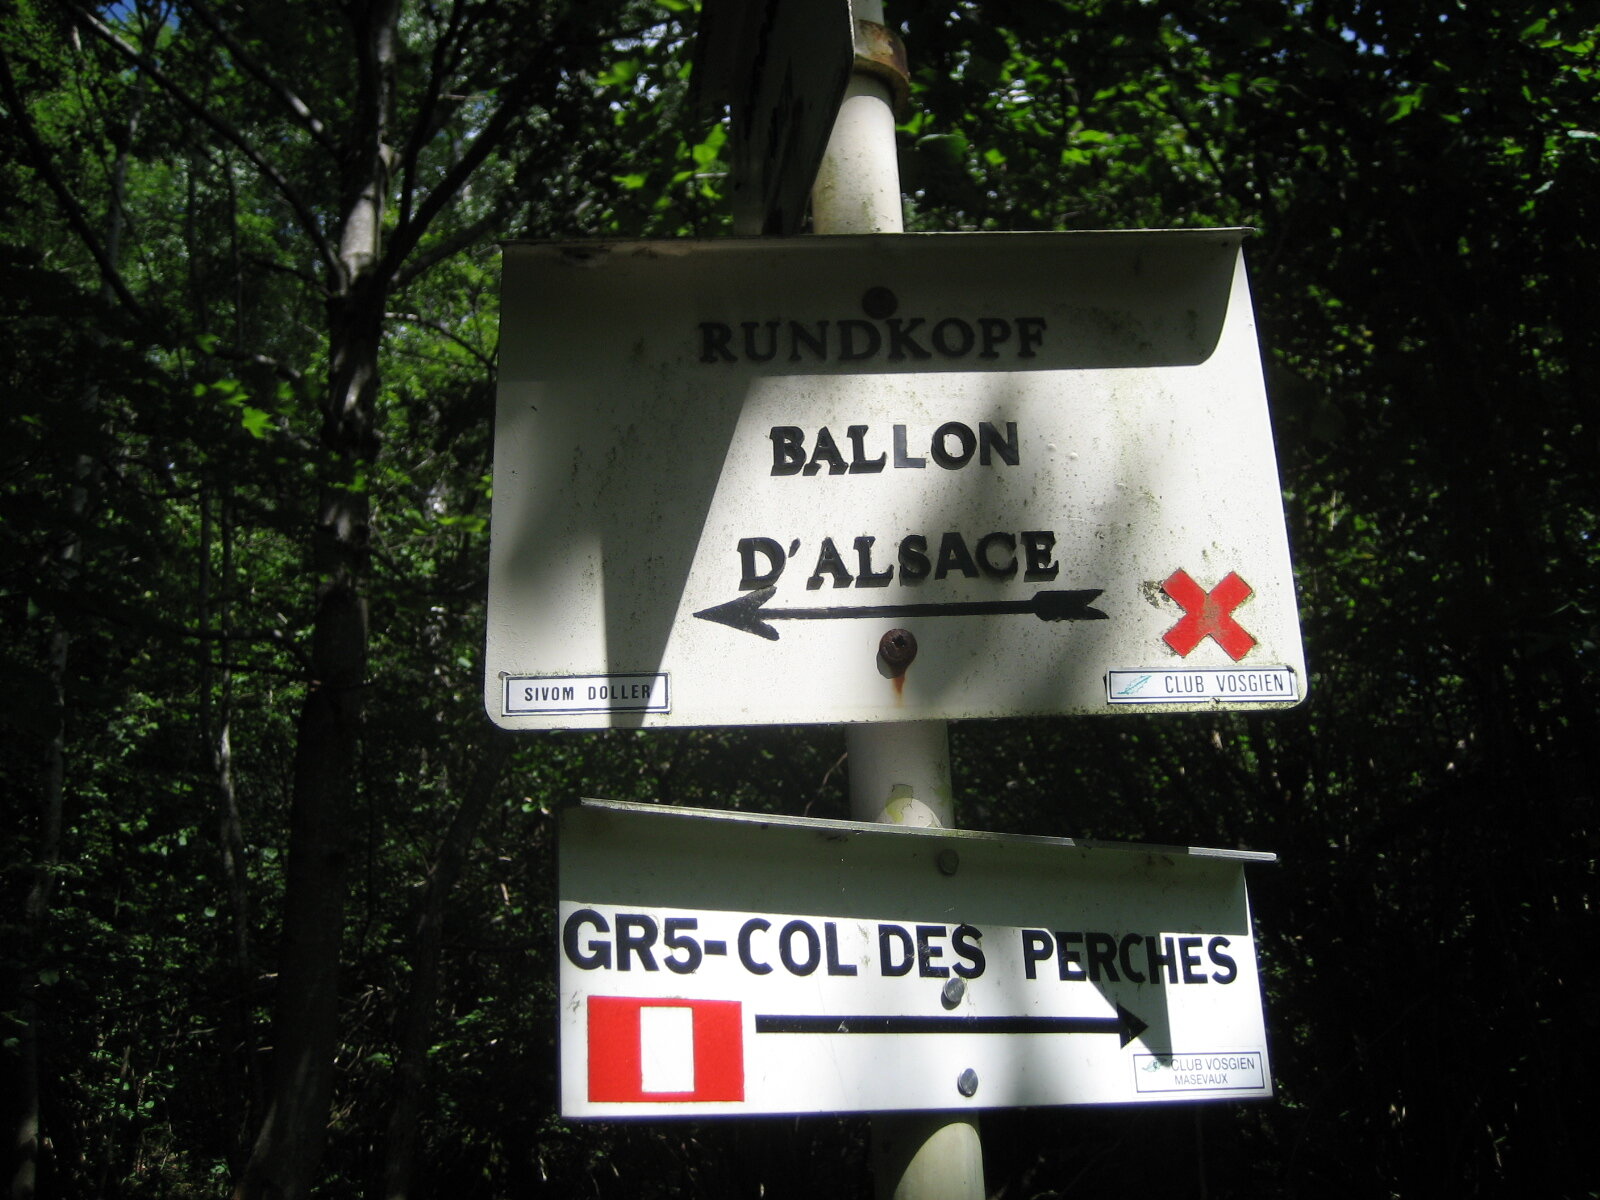 RUNDKOPF
BALLON
D'ALSACE
SIVOM DOLLER
CLUB VOSGIEN
GR5-COL DES PERCHES
CLUB VOSGIEN
MASEVAUX